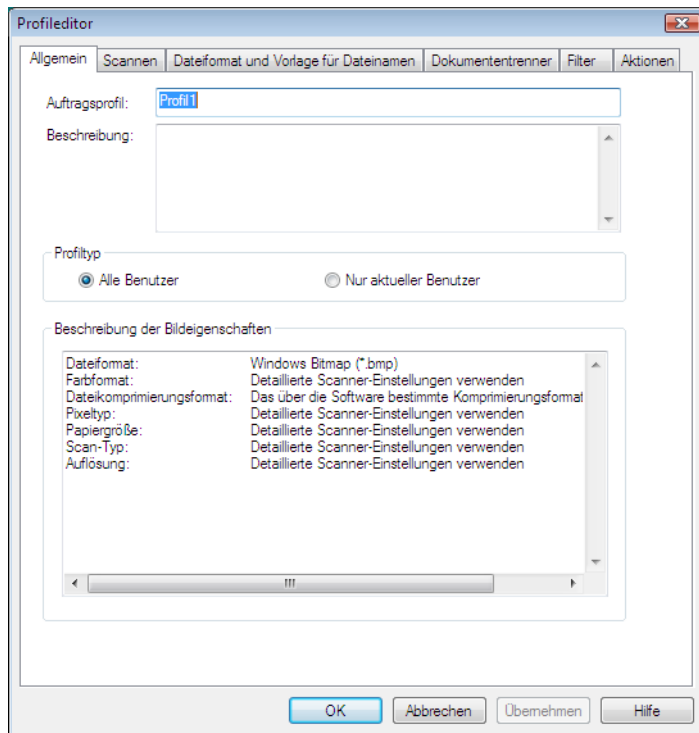 Profileditor
Allgemein Scannen Dateiformat und Vorlage für Dateinamen Dokumententrenner Filter Aktionen
Auftragsprofil: Profil1
Beschreibung:
Profiltyp
Alle Benutzer Nur aktueller Benutzer
Beschreibung der Bildeigenschaften
Dateiformat: Windows Bitmap (*.bmp)
Farbformat: Detaillierte Scanner-Einstellungen verwenden
Dateikomprimierungsformat: Das über die Software bestimmte Komprimierungsformat
Pixeltyp: Detaillierte Scanner-Einstellungen verwenden
Papiergröße: Detaillierte Scanner-Einstellungen verwenden
Scan-Typ: Detaillierte Scanner-Einstellungen verwenden
Auflösung: Detaillierte Scanner-Einstellungen verwenden
OK Abbrechen Übernehmen Hilfe